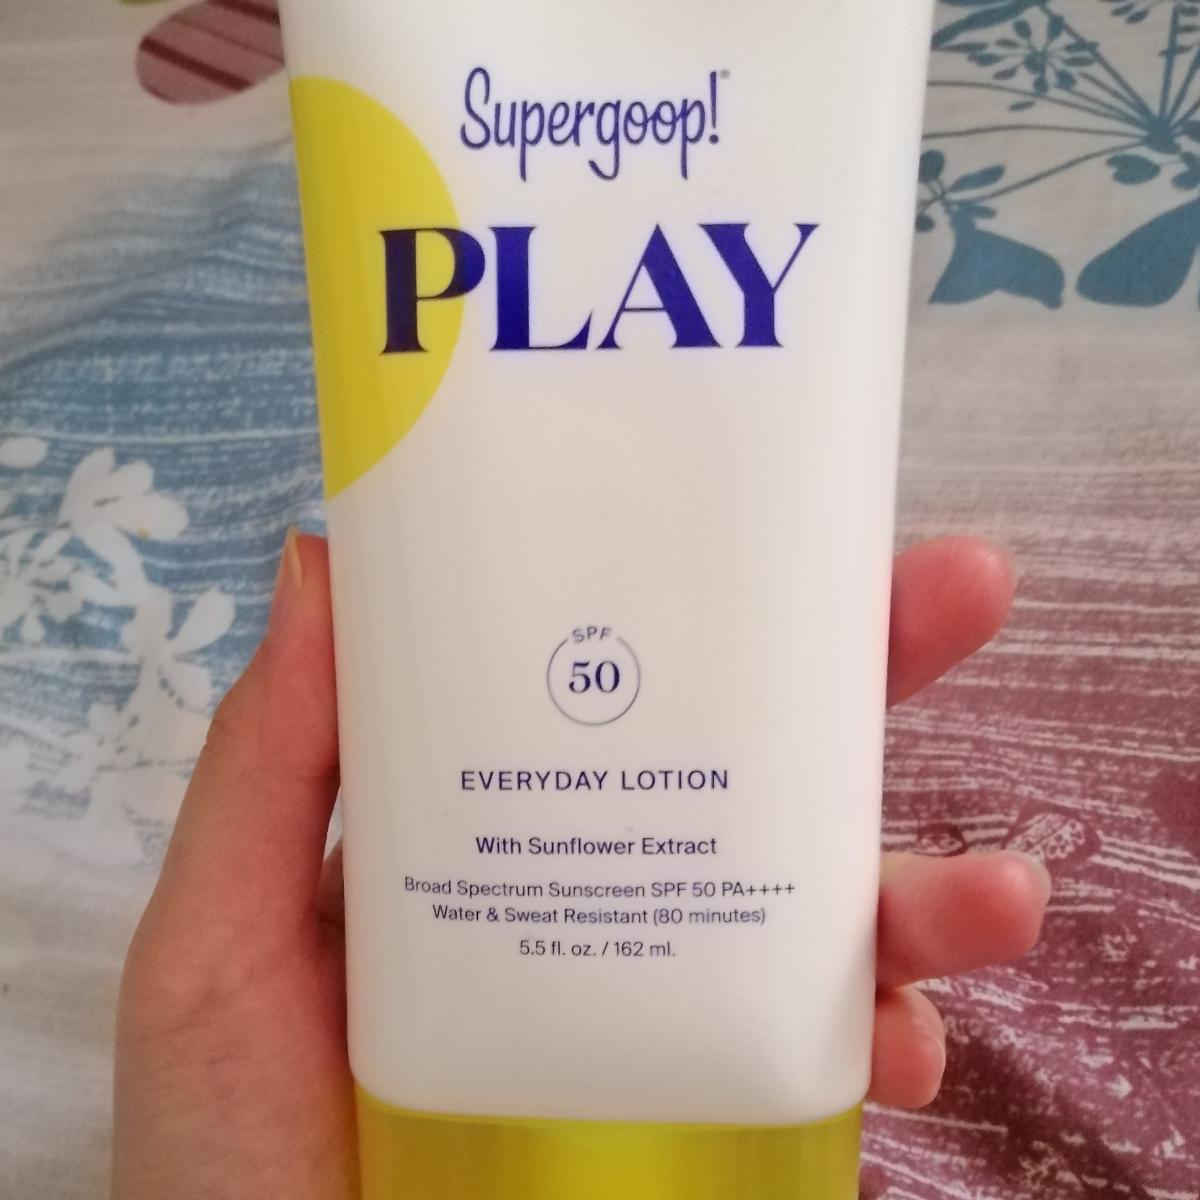 Supergoop!®
PLAY
SPF
50
EVERYDAY LOTION
With Sunflower Extract
Broad Spectrum Sunscreen SPF 50 PA++++
Water & Sweat Resistant (80 minutes)
5.5 fl. oz. / 162 ml.